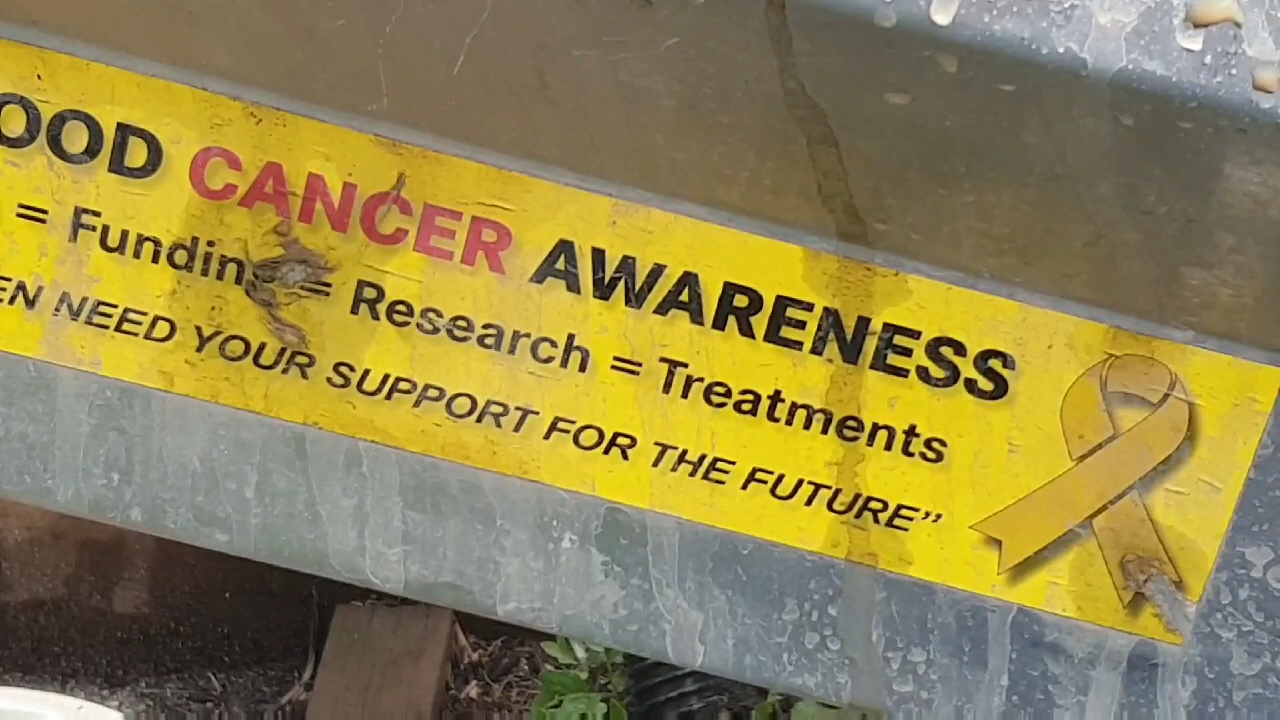 OOD CANCER AWARENESS
= Funding = Research = Treatments
EN NEED YOUR SUPPORT FOR THE FUTURE”